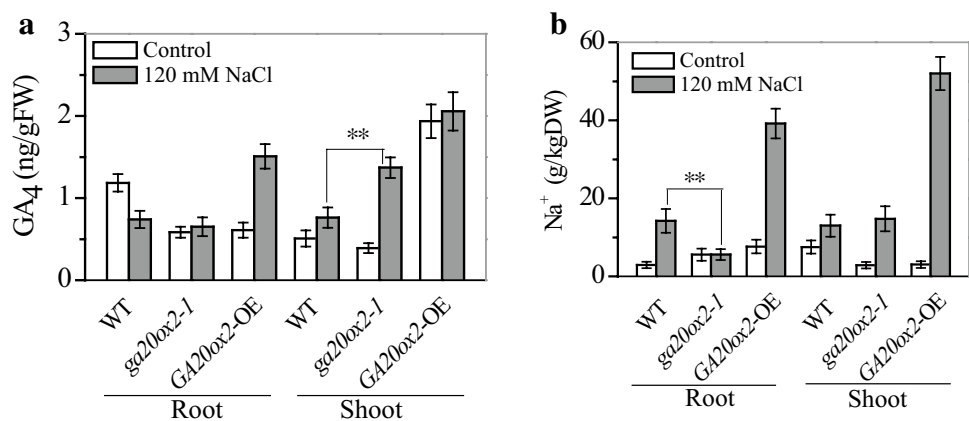 a
GA4 (ng/gFW)
3
2
1
0
Control
120 mM NaCl
**
WT
ga20ox2-1
GA20ox2-OE
WT
ga20ox2-1
GA20ox2-OE
Root
Shoot
b
Na+ (g/kgDW)
60
40
20
0
Control
120 mM NaCl
**
WT
ga20ox2-1
GA20ox2-OE
WT
ga20ox2-1
GA20ox2-OE
Root
Shoot